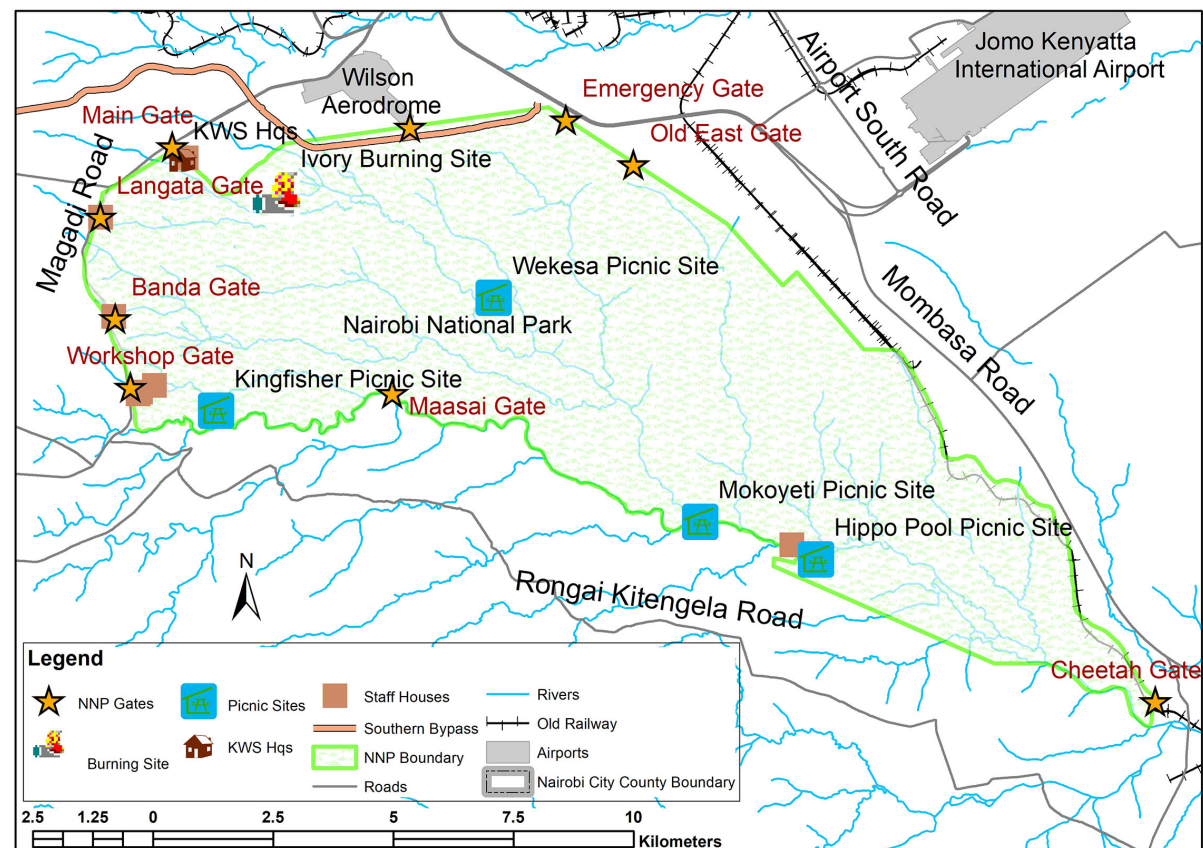 Jomo Kenyatta
International Airport
Airport South Road
Wilson
Aerodrome
Emergency Gate
Main Gate
KWS Hqs
Old East Gate
Ivory Burning Site
Langata Gate
Magadi Road
Wekesa Picnic Site
Banda Gate
Nairobi National Park
Mombasa Road
Workshop Gate
Kingfisher Picnic Site
Maasai Gate
Mokoyeti Picnic Site
Hippo Pool Picnic Site
N
Rongai Kitengela Road
Cheetah Gate
Legend
NNP Gates
Picnic Sites
Staff Houses
Rivers
Southern Bypass
Old Railway
Burning Site
KWS Hqs
NNP Boundary
Airports
Roads
Nairobi City County Boundary
2.5 1.25 0 5 7.5 10
Kilometers